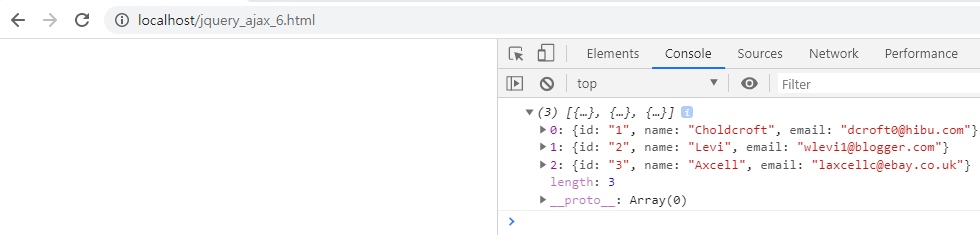 localhost/jquery_ajax_6.html
Elements Console Sources Network Performance
top Filter
(3) [{…}, {…}, {…}] i
0: {id: "1", name: "Choldcroft", email: "dcroft0@hibu.com"}
1: {id: "2", name: "Levi", email: "wlevi1@blogger.com"}
2: {id: "3", name: "Axcell", email: "laxcellc@ebay.co.uk"}
length: 3
__proto__: Array(0)